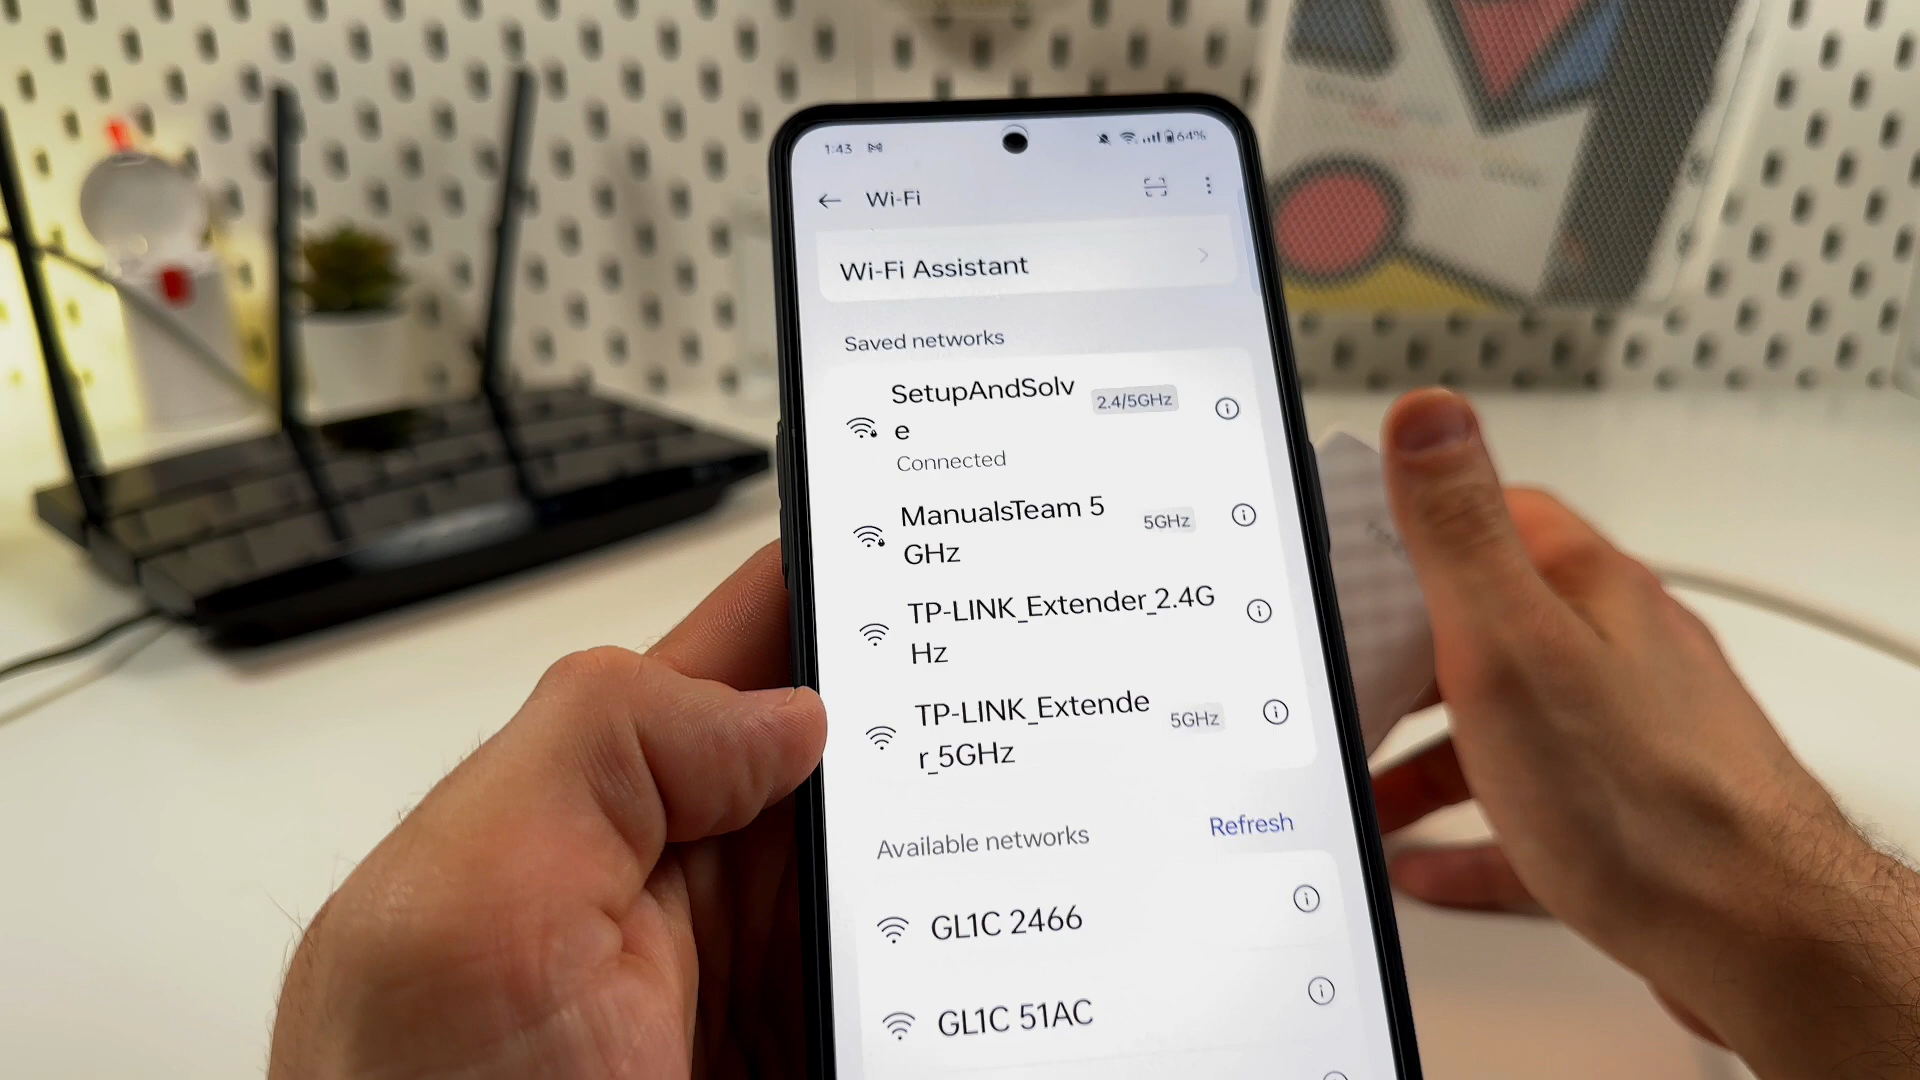 1:43
64%
Wi-Fi
Wi-Fi Assistant
Saved networks
SetupAndSolv
e
2.4/5GHz
Connected
ManualsTeam 5
GHz
5GHz
TP-LINK_Extender_2.4G
Hz
TP-LINK_Extende
r_5GHz
5GHz
Available networks
Refresh
GL1C 2466
GL1C 51AC